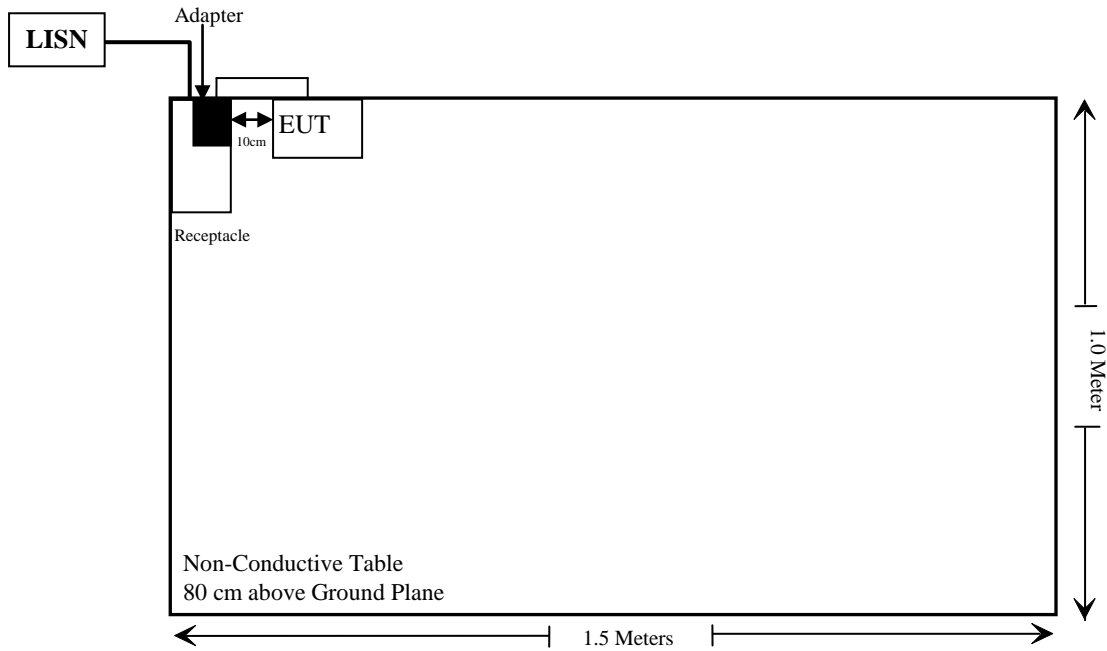 Adapter
LISN
EUT
10cm
Receptacle
1.0 Meter
Non-Conductive Table
80 cm above Ground Plane
1.5 Meters